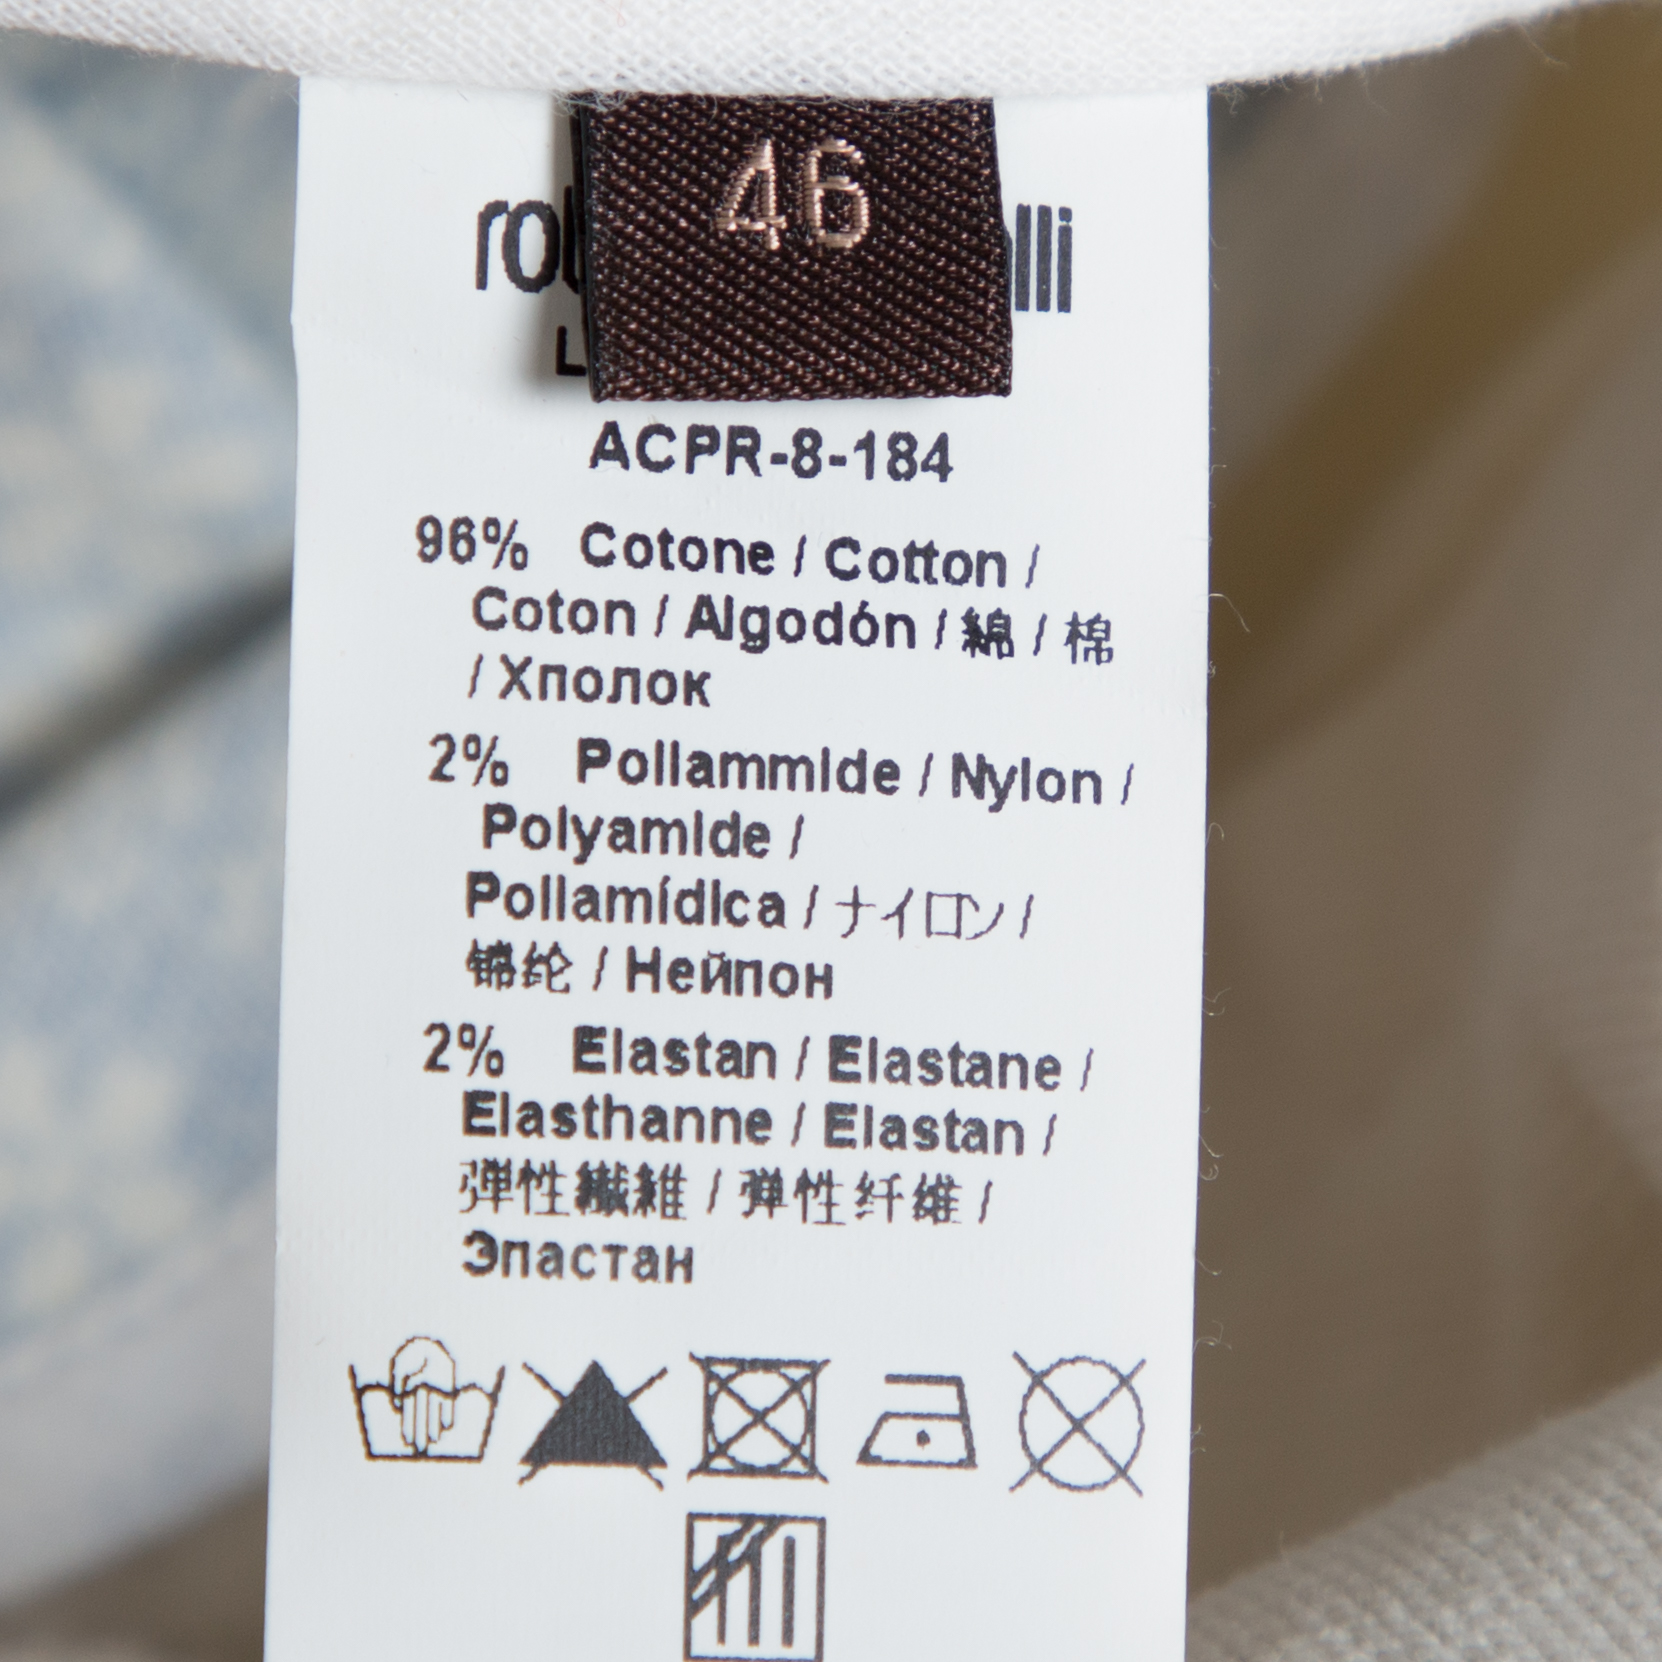 46
ACPR-8-184
96% Cotone / Cotton /
Coton / Algodón / 綿 / 棉
/ Хполок
2% Poliammide / Nylon /
Polyamide /
Poliamídica / ナイロン /
锦纶 / Нейпон
2% Elastan / Elastane /
Elasthanne / Elastan /
弾性繊維 / 弹性纤维 /
Эпастан